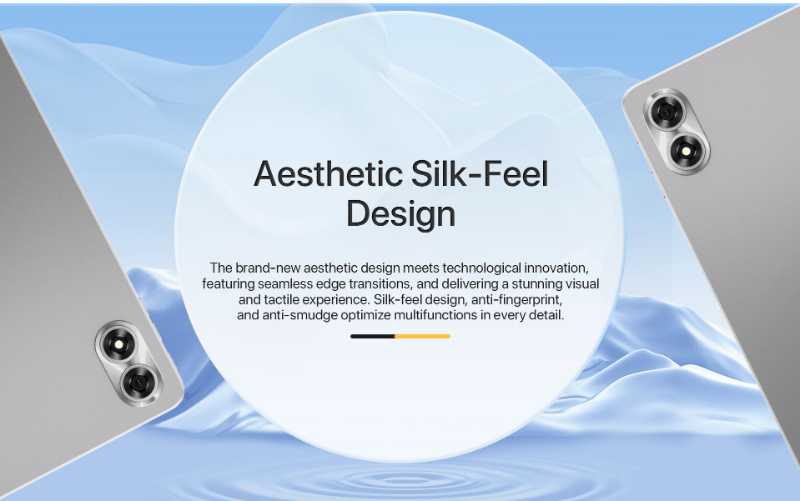 Aesthetic Silk-Feel
Design
The brand-new aesthetic design meets technological innovation,
featuring seamless edge transitions, and delivering a stunning visual
and tactile experience. Silk-feel design, anti-fingerprint,
and anti-smudge optimize multifunctions in every detail.